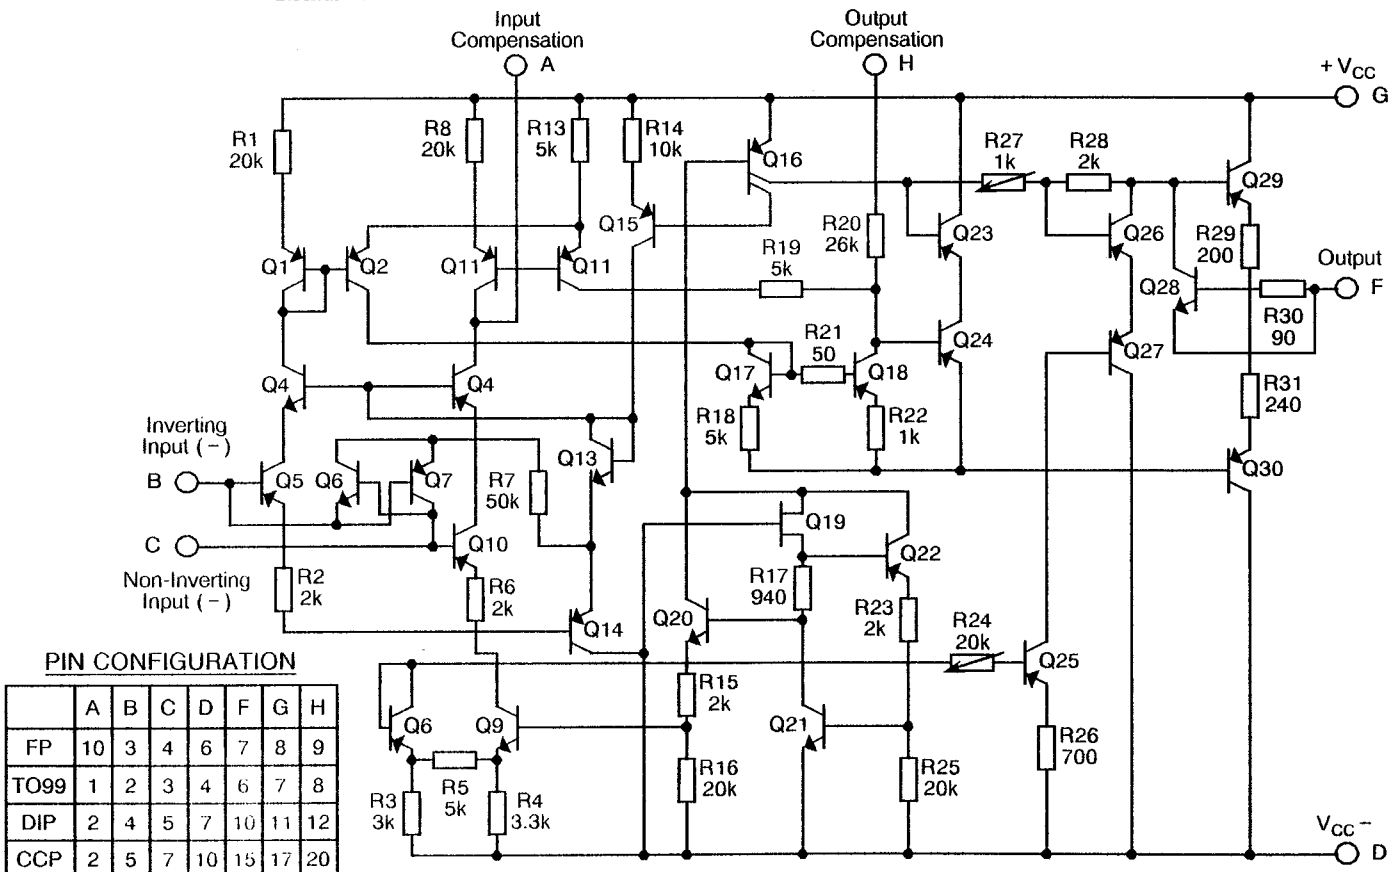 Input
Compensation
A
Output
Compensation
H
+ VCC
G
R1
20k
R8
20k
R13
5k
R14
10k
Q16
R27
1k
R28
2k
Q29
Q1
Q2
Q11
Q11
Q15
R19
5k
R20
26k
Q23
Q26
R29
200
Output
F
Q28
R30
90
Q4
Q4
Q17
R21
50
Q18
Q24
Q27
R31
240
Inverting
Input (−)
B
Q5
Q6
Q7
R7
50k
Q13
R18
5k
R22
1k
Q30
C
Non-Inverting
Input (−)
Q10
Q19
Q22
R2
2k
R6
2k
Q14
R17
940
Q20
R23
2k
R24
20k
Q25
PIN CONFIGURATION
A B C D F G H
FP 10 3 4 6 7 8 9
TO99 1 2 3 4 6 7 8
DIP 2 4 5 7 10 11 12
CCP 2 5 7 10 15 17 20
Q6
Q9
R15
2k
Q21
R26
700
R3
3k
R5
5k
R4
3.3k
R16
20k
R25
20k
VCC −
D